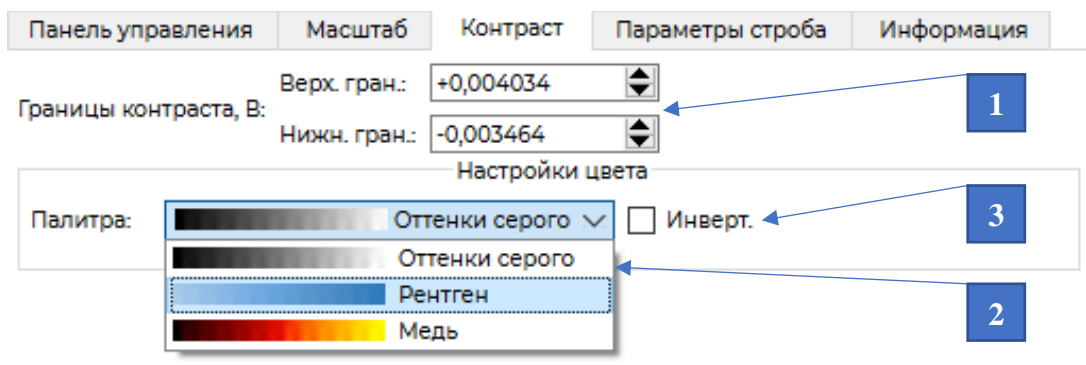 Панель управления Масштаб Контраст Параметры строба Информация
Верх. гран.: +0,004034
Границы контраста, В:
1
Нижн. гран.: -0,003464
Настройки цвета
Палитра: Оттенки серого Инверт.
3
Оттенки серого
Рентген
2
Медь